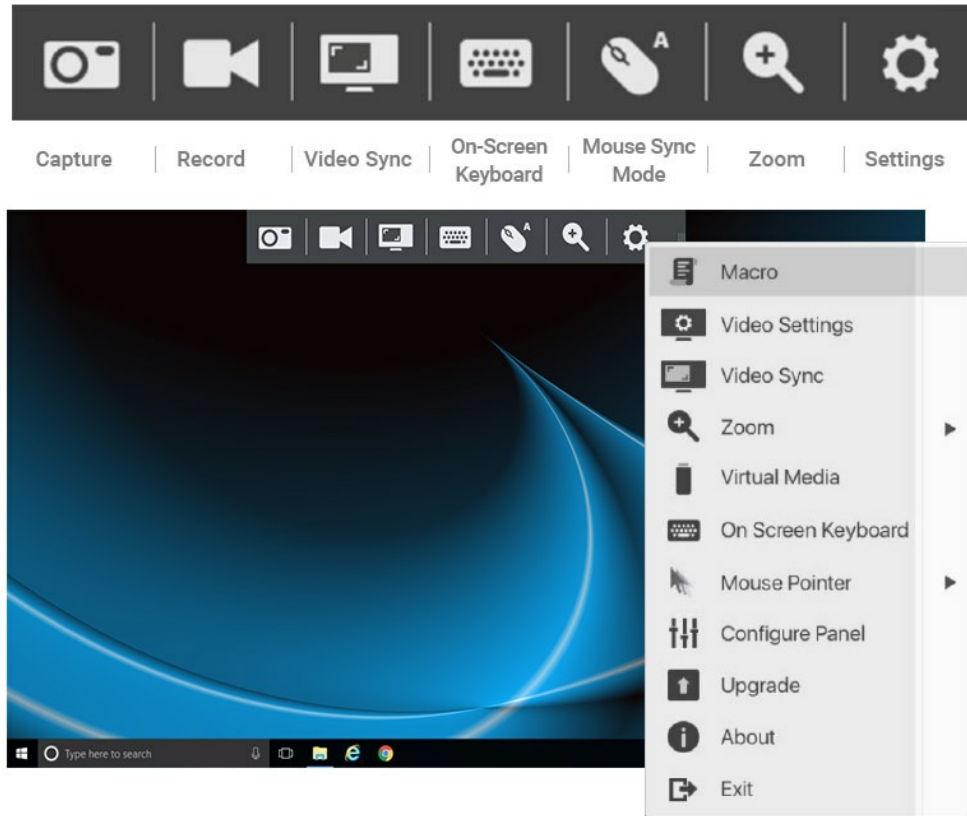 A
Capture
Record
Video Sync
On-Screen
Keyboard
Mouse Sync
Mode
Zoom
Settings
A
Macro
Video Settings
Video Sync
Zoom
Virtual Media
On Screen Keyboard
Mouse Pointer
Configure Panel
Upgrade
About
Exit
Type here to search